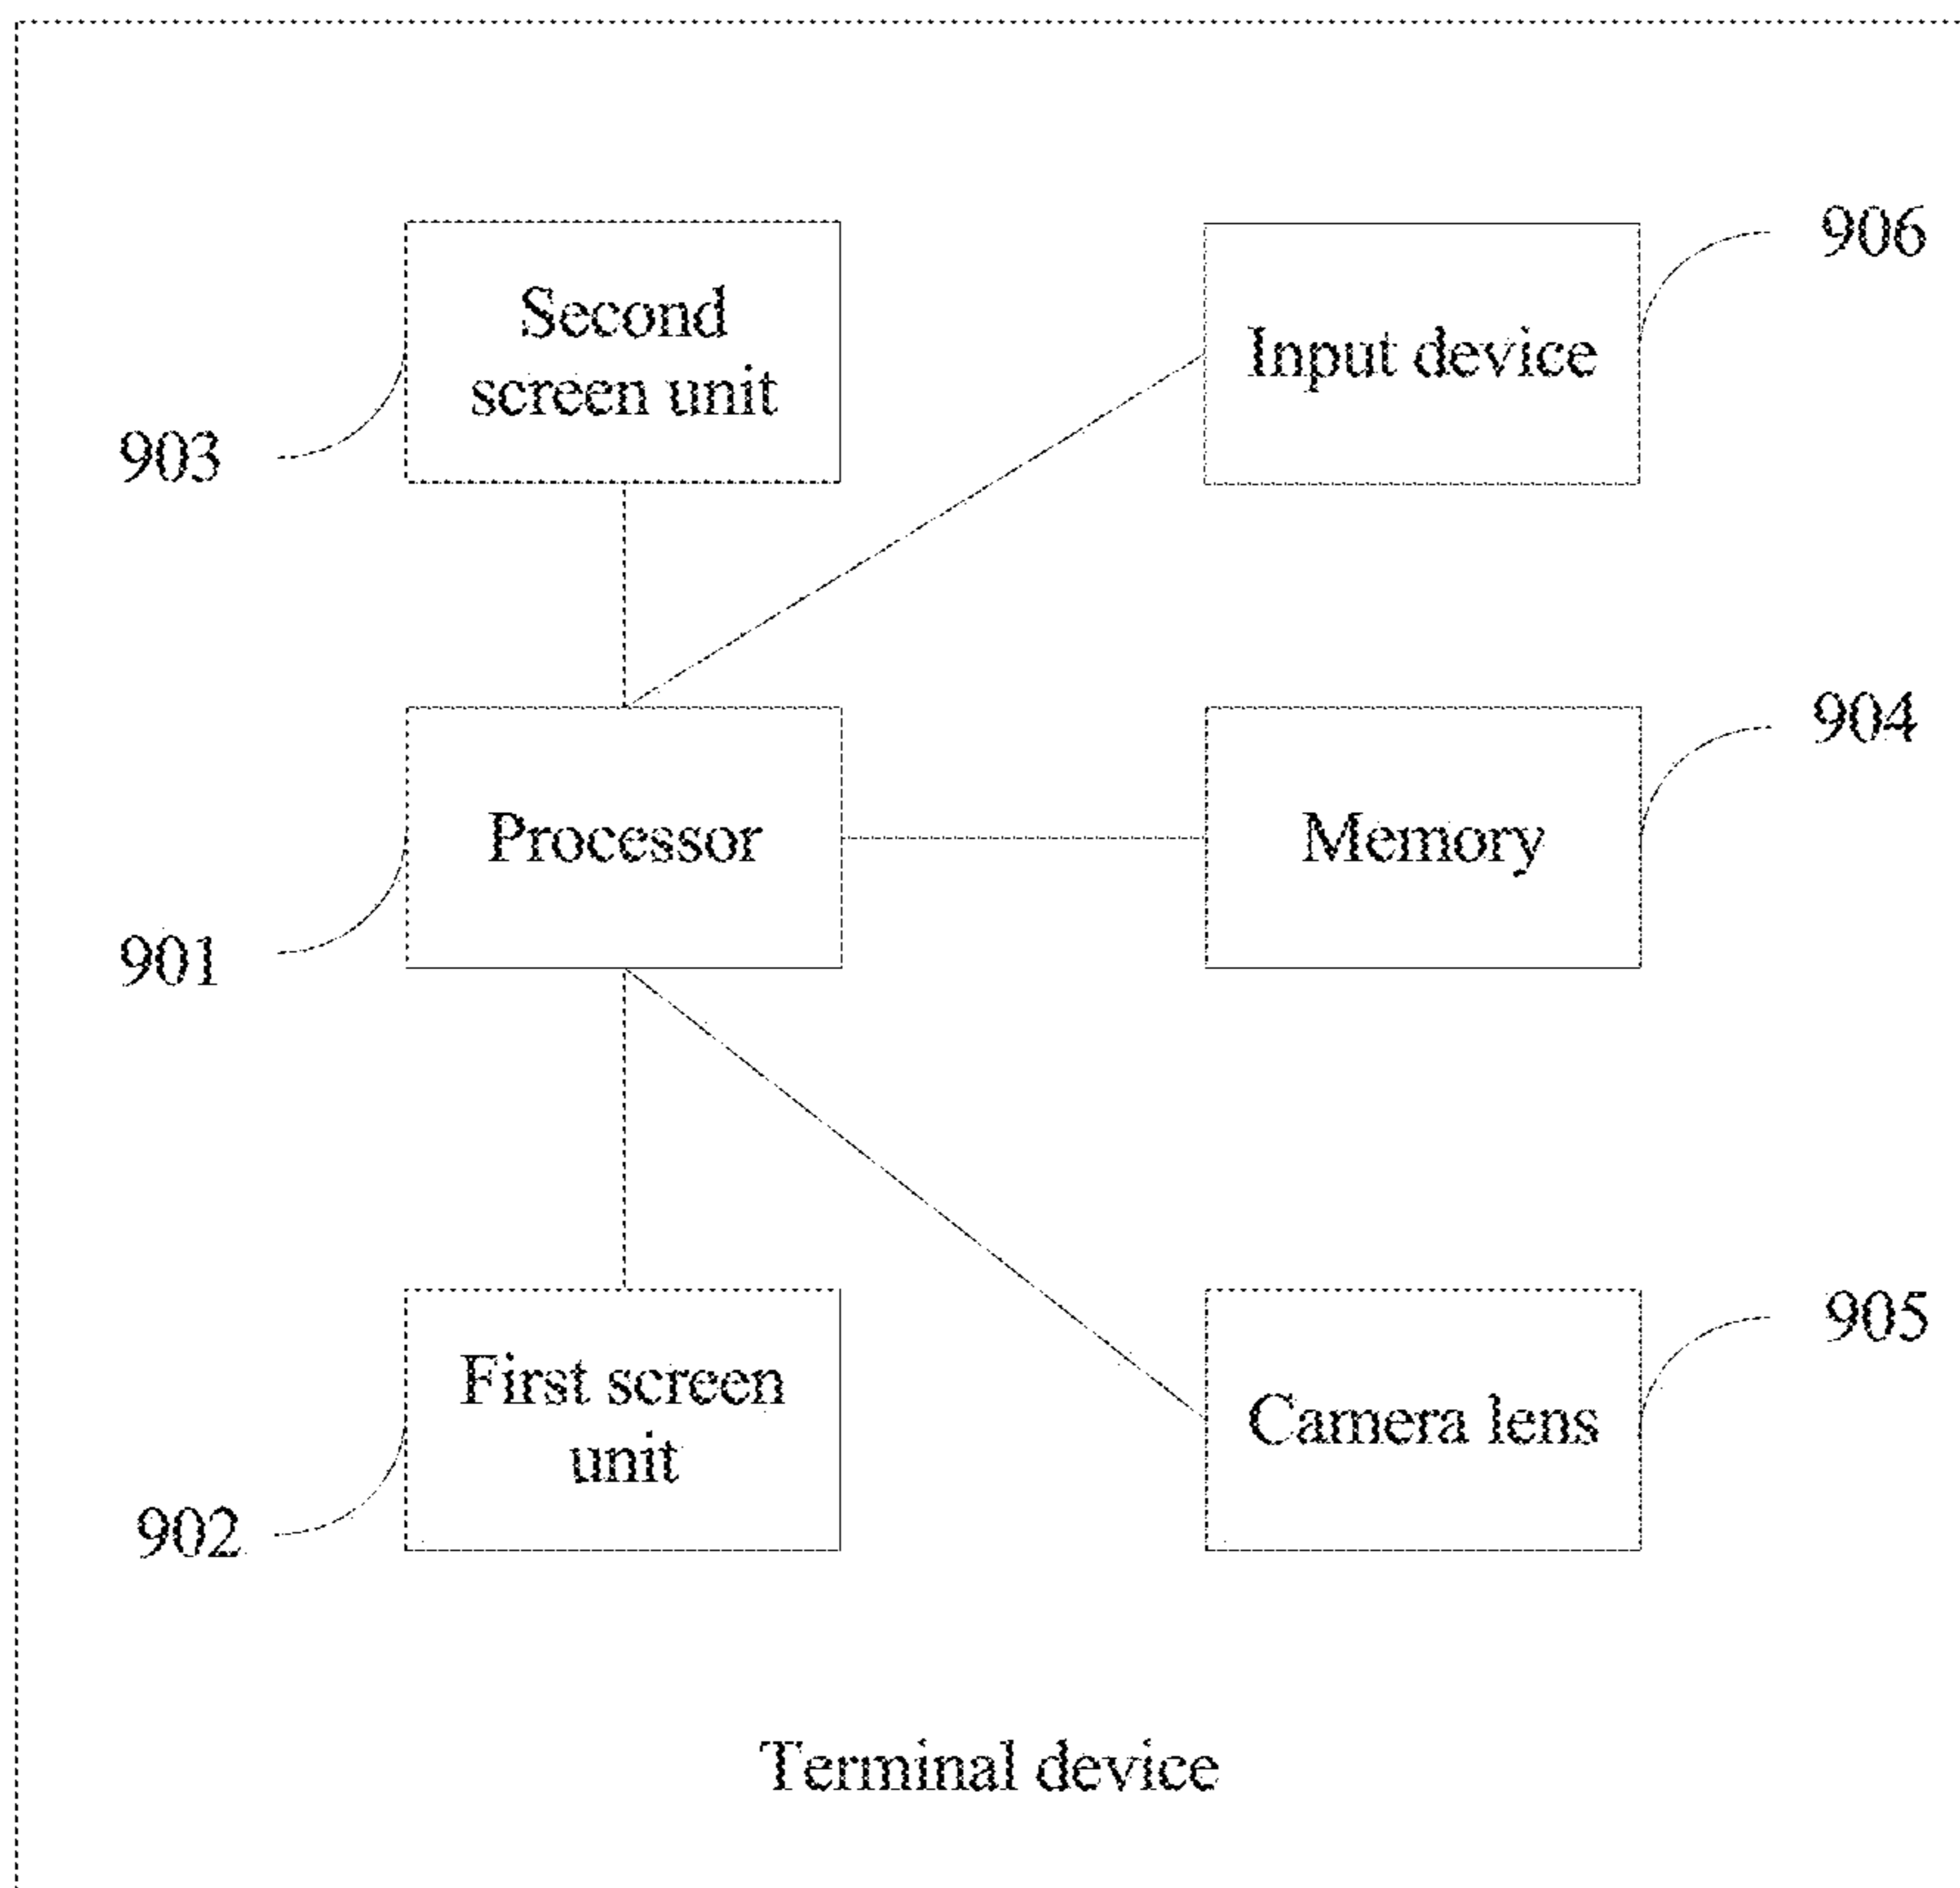 906
Second
screen unit
Input device
903
904
Processor
Memory
901
905
First screen
unit
Camera lens
902
Terminal device